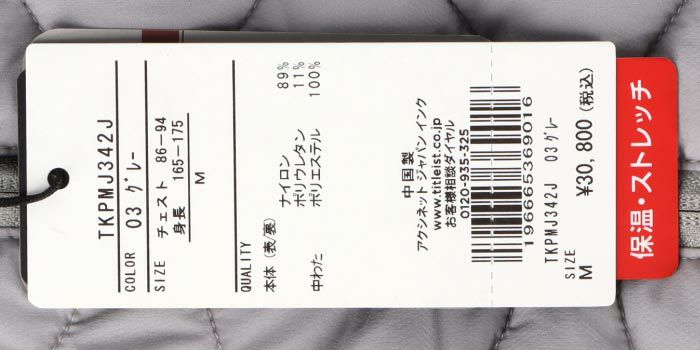 TKPMJ342J
COLOR 03 グレー
SIZE チェスト 86-94
身長 165-175
M
QUALITY
本体(表/裏) ナイロン 89%
ポリウレタン 11%
中わた ポリエステル 100%
中国製
アクシネット ジャパン インク
www.titleist.co.jp
お客様相談ダイヤル
0120-935-325
196665369016
TKPMJ342J 03 グレー
SIZE
M
¥30,800(税込)
保温・ストレッチ